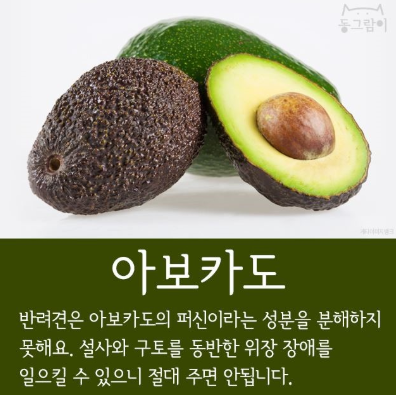 동그람이
아보카도
반려견은 아보카도의 퍼신이라는 성분을 분해하지
못해요. 설사와 구토를 동반한 위장 장애를
일으킬 수 있으니 절대 주면 안됩니다.